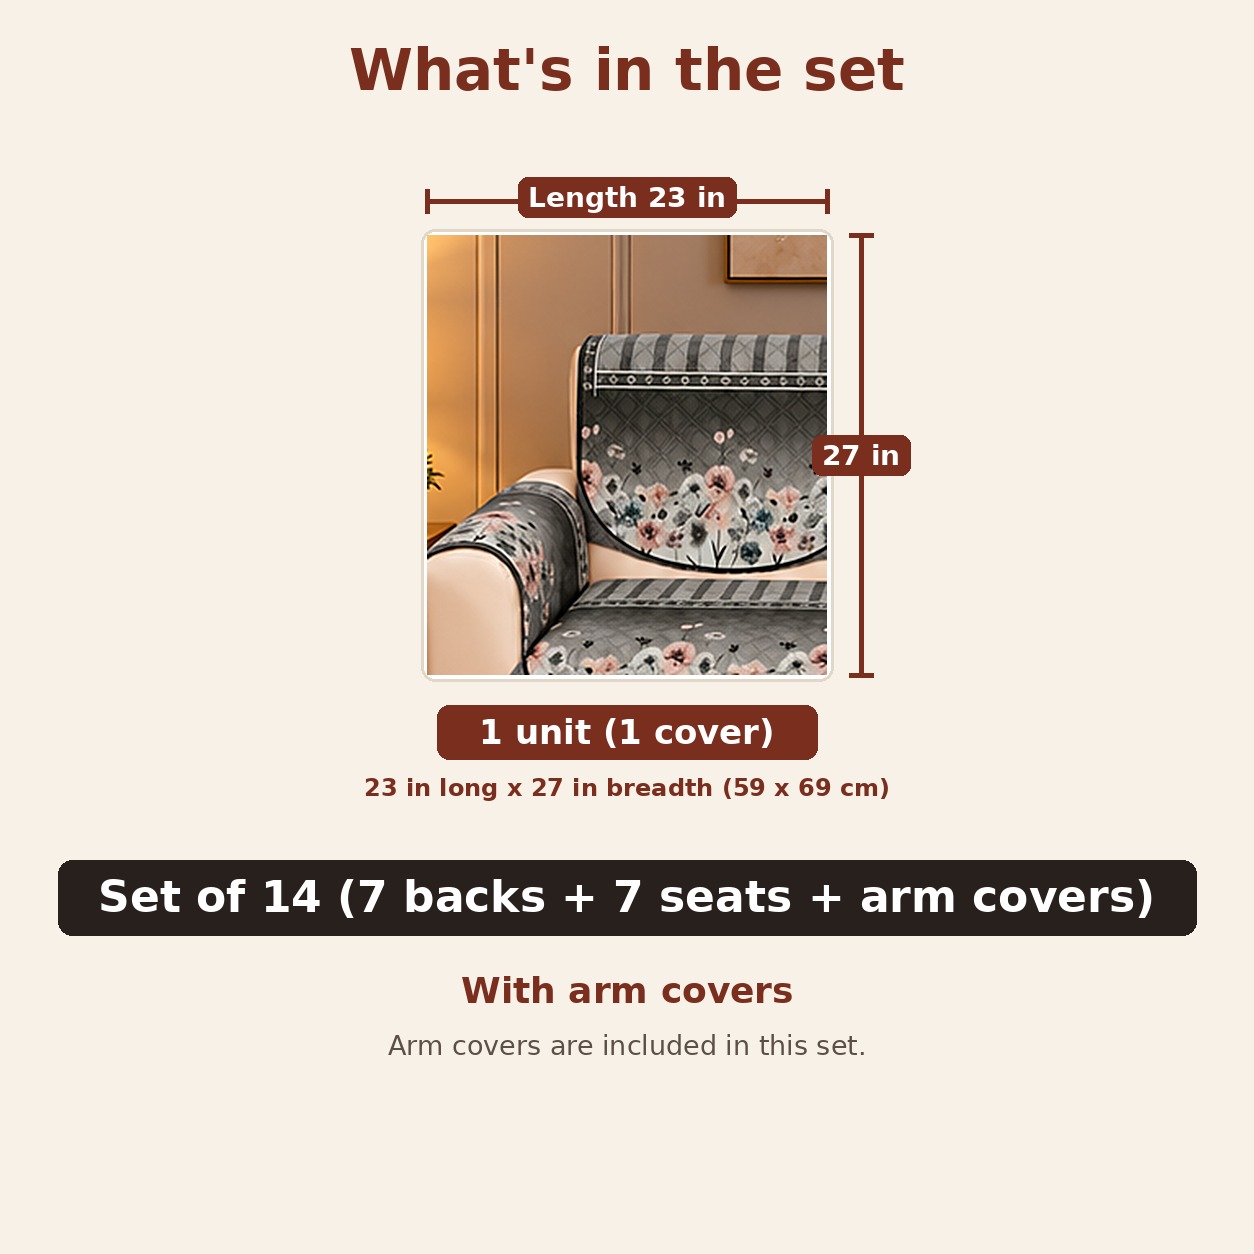 What's in the set
Length 23 in
27 in
1 unit (1 cover)
23 in long x 27 in breadth (59 x 69 cm)
Set of 14 (7 backs + 7 seats + arm covers)
With arm covers
Arm covers are included in this set.